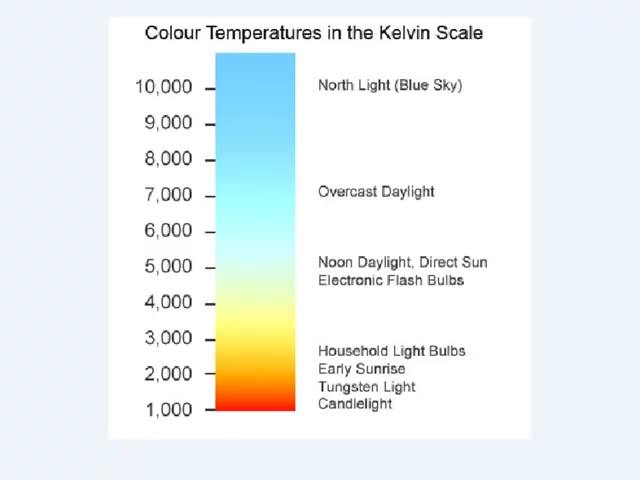 Colour Temperatures in the Kelvin Scale
10,000 North Light (Blue Sky)
9,000
8,000
7,000 Overcast Daylight
6,000
5,000 Noon Daylight, Direct Sun
Electronic Flash Bulbs
4,000
3,000
Household Light Bulbs
2,000 Early Sunrise
Tungsten Light
1,000 Candlelight